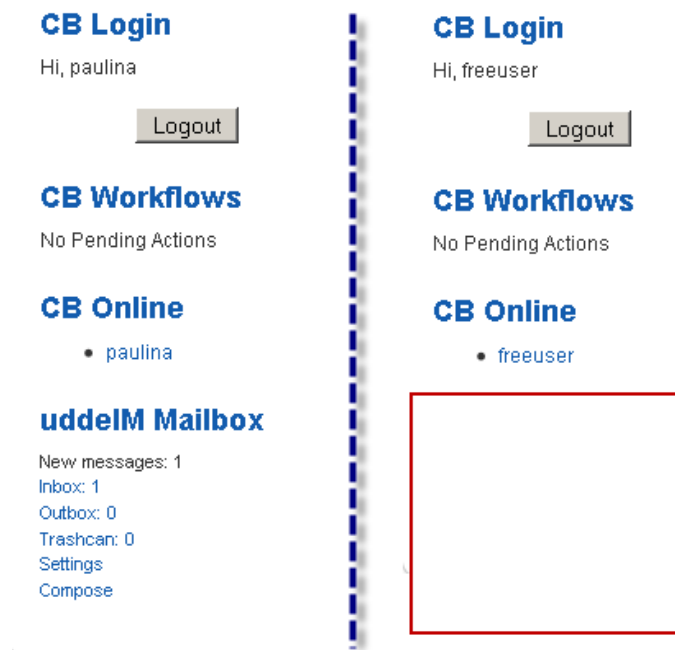 CB Login
Hi, paulina
Logout
CB Workflows
No Pending Actions
CB Online
• paulina
uddeIM Mailbox
New messages: 1
Inbox: 1
Outbox: 0
Trashcan: 0
Settings
Compose
CB Login
Hi, freeuser
Logout
CB Workflows
No Pending Actions
CB Online
• freeuser